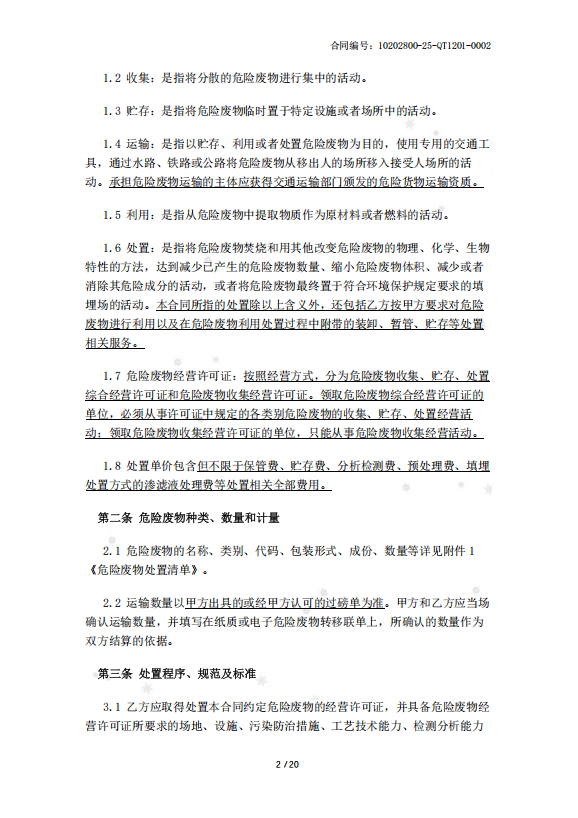 合同编号：10202800-25-QT1201-0002
1.2 收集：是指将分散的危险废物进行集中的活动。
1.3 贮存：是指将危险废物临时置于特定设施或者场所中的活动。
1.4 运输：是指以贮存、利用或者处置危险废物为目的，使用专用的交通工
具，通过水路、铁路或公路将危险废物从移出人的场所移入接受人场所的活
动。承担危险废物运输的主体应获得交通运输部门颁发的危险货物运输资质。
1.5 利用：是指从危险废物中提取物质作为原材料或者燃料的活动。
1.6 处置：是指将危险废物焚烧和用其他改变危险废物的物理、化学、生物
特性的方法，达到减少已产生的危险废物数量、缩小危险废物体积、减少或者
消除其危险成分的活动，或者将危险废物最终置于符合环境保护规定要求的填
埋场的活动。本合同所指的处置除以上含义外，还包括乙方按甲方要求对危险
废物进行利用以及在危险废物利用处置过程中附带的装卸、暂管、贮存等处置
相关服务。
1.7 危险废物经营许可证：按照经营方式，分为危险废物收集、贮存、处置
综合经营许可证和危险废物收集经营许可证。领取危险废物综合经营许可证的
单位，必须从事许可证中规定的各类别危险废物的收集、贮存、处置经营活
动；领取危险废物收集经营许可证的单位，只能从事危险废物收集经营活动。
1.8 处置单价包含但不限于保管费、贮存费、分析检测费、预处理费、填埋
处置方式的渗滤液处理费等处置相关全部费用。
第二条 危险废物种类、数量和计量
2.1 危险废物的名称、类别、代码、包装形式、成份、数量等详见附件 1
《危险废物处置清单》。
2.2 运输数量以甲方出具的或经甲方认可的过磅单为准。甲方和乙方应当场
确认运输数量，并填写在纸质或电子危险废物转移联单上，所确认的数量作为
双方结算的依据。
第三条 处置程序、规范及标准
3.1 乙方应取得处置本合同约定危险废物的经营许可证，并具备危险废物经
营许可证所要求的场地、设施、污染防治措施、工艺技术能力、检测分析能力
2 / 20